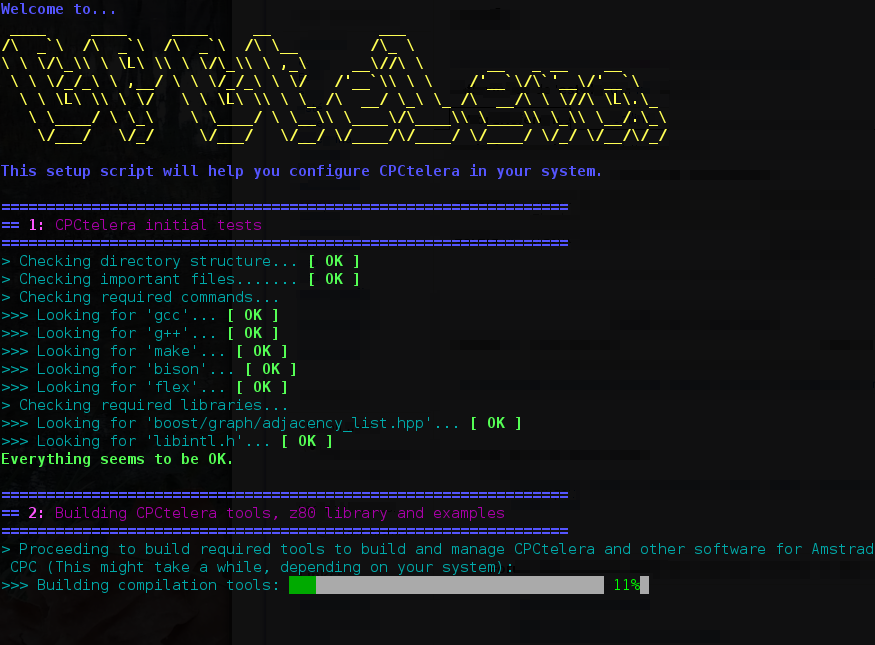 Welcome to...
CPCtelera
This setup script will help you configure CPCtelera in your system.
===============================================================
== 1: CPCtelera initial tests
===============================================================
> Checking directory structure... [ OK ]
> Checking important files....... [ OK ]
> Checking required commands...
>>> Looking for 'gcc'... [ OK ]
>>> Looking for 'g++'... [ OK ]
>>> Looking for 'make'... [ OK ]
>>> Looking for 'bison'... [ OK ]
>>> Looking for 'flex'... [ OK ]
> Checking required libraries...
>>> Looking for 'boost/graph/adjacency_list.hpp'... [ OK ]
>>> Looking for 'libintl.h'... [ OK ]
Everything seems to be OK.
===============================================================
== 2: Building CPCtelera tools, z80 library and examples
===============================================================
> Proceeding to build required tools to build and manage CPCtelera and other software for Amstrad
CPC (This might take a while, depending on your system):
>>> Building compilation tools: 11%